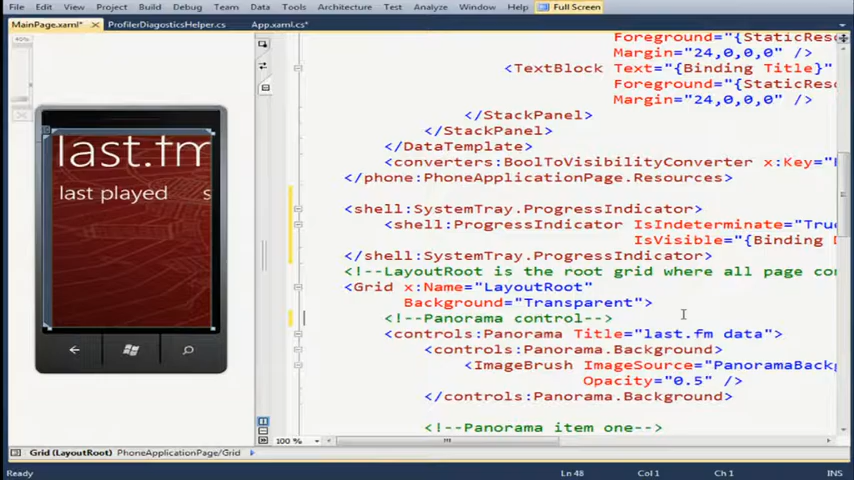 File Edit View Project Build Debug Team Data Tools Architecture Test Analyze Window Help Full Screen
MainPage.xaml* ProfilerDiagosticsHelper.cs App.xaml.cs*
Foreground="{StaticReso
Margin="24,0,0,0" />
<TextBlock Text="{Binding Title}"
Foreground="{StaticReso
Margin="24,0,0,0" />
</StackPanel>
</StackPanel>
</DataTemplate>
<converters:BoolToVisibilityConverter x:Key="
</phone:PhoneApplicationPage.Resources>
<shell:SystemTray.ProgressIndicator>
<shell:ProgressIndicator IsIndeterminate="True
IsVisible="{Binding
</shell:SystemTray.ProgressIndicator>
<!--LayoutRoot is the root grid where all page con
<Grid x:Name="LayoutRoot"
Background="Transparent">
<!--Panorama control-->
<controls:Panorama Title="last.fm data">
<controls:Panorama.Background>
<ImageBrush ImageSource="PanoramaBackg
Opacity="0.5" />
</controls:Panorama.Background>
<!--Panorama item one-->
last.fm
last played s
100 %
Grid (LayoutRoot) PhoneApplicationPage/Grid
Ready Ln 48 Col 1 Ch 1 INS